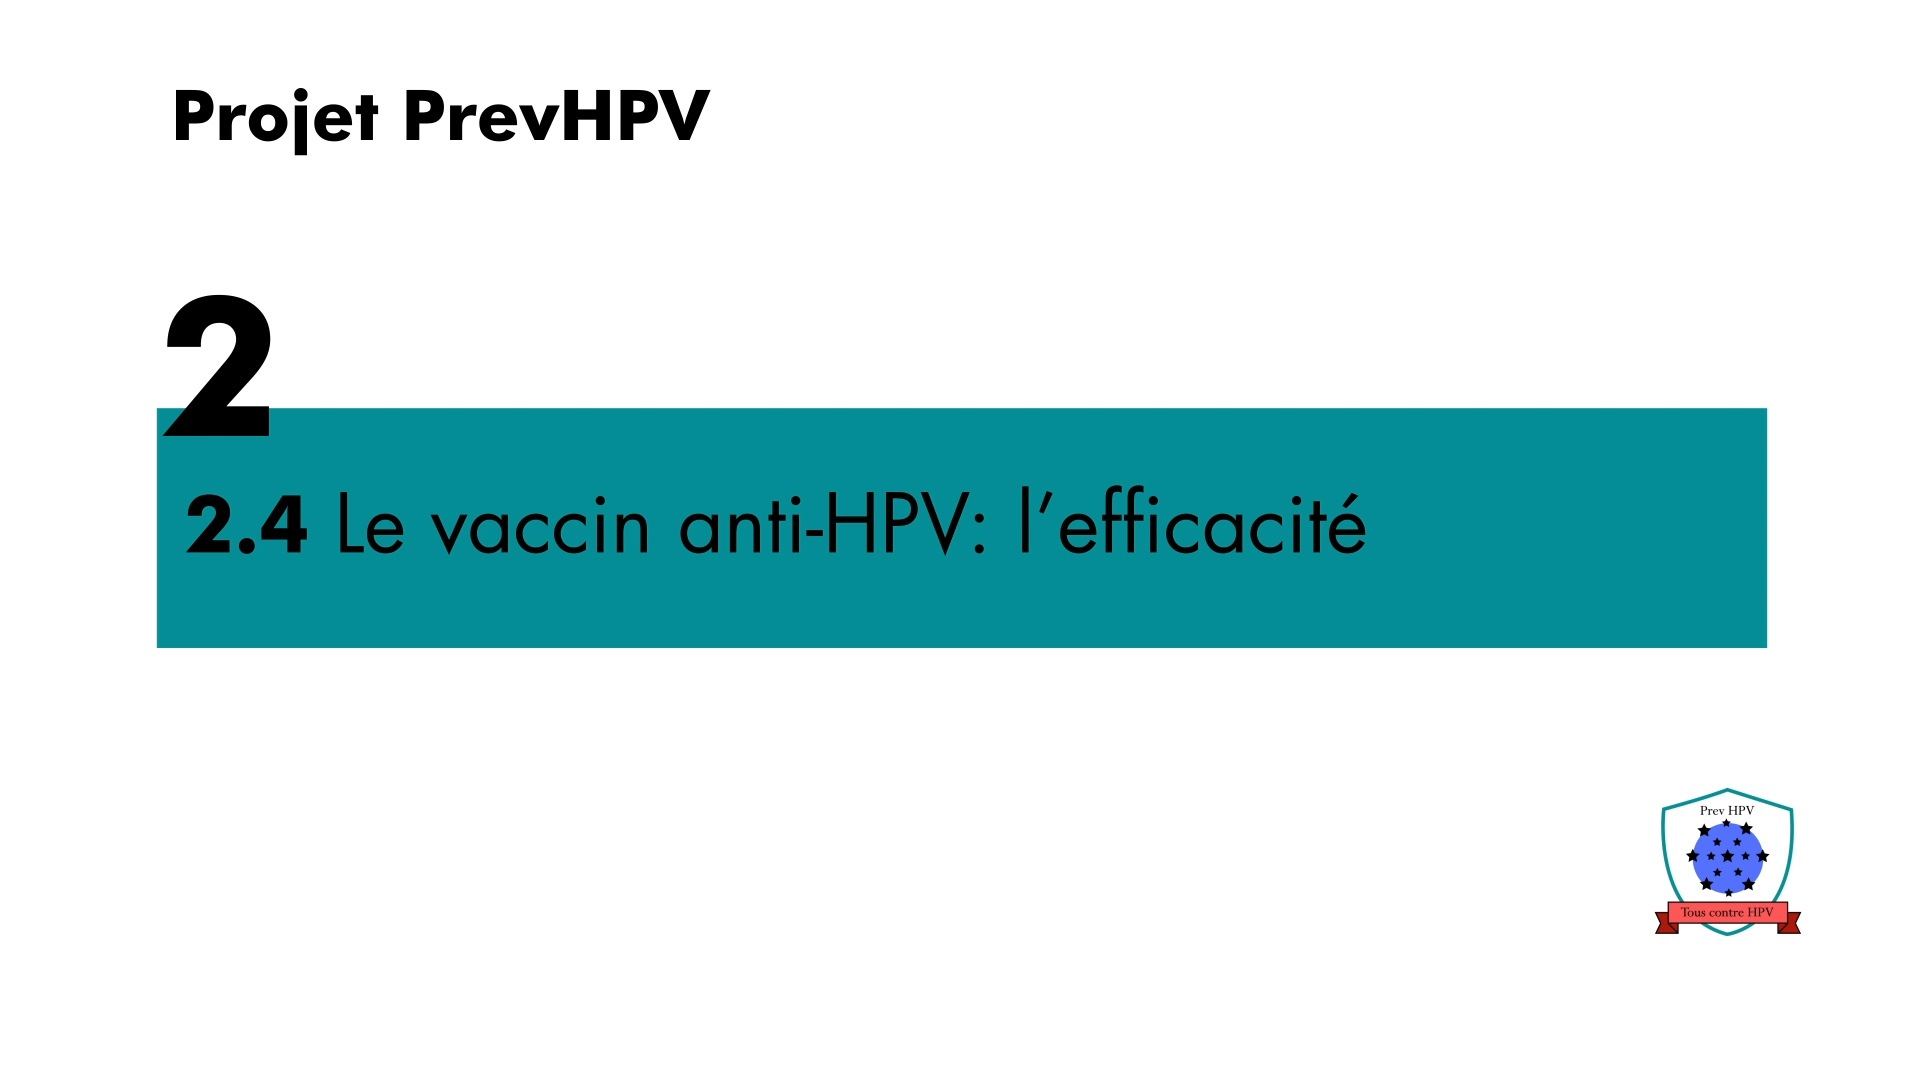 Projet PrevHPV
2
2.4 Le vaccin anti-HPV: l’efficacité
Prev HPV
Tous contre HPV